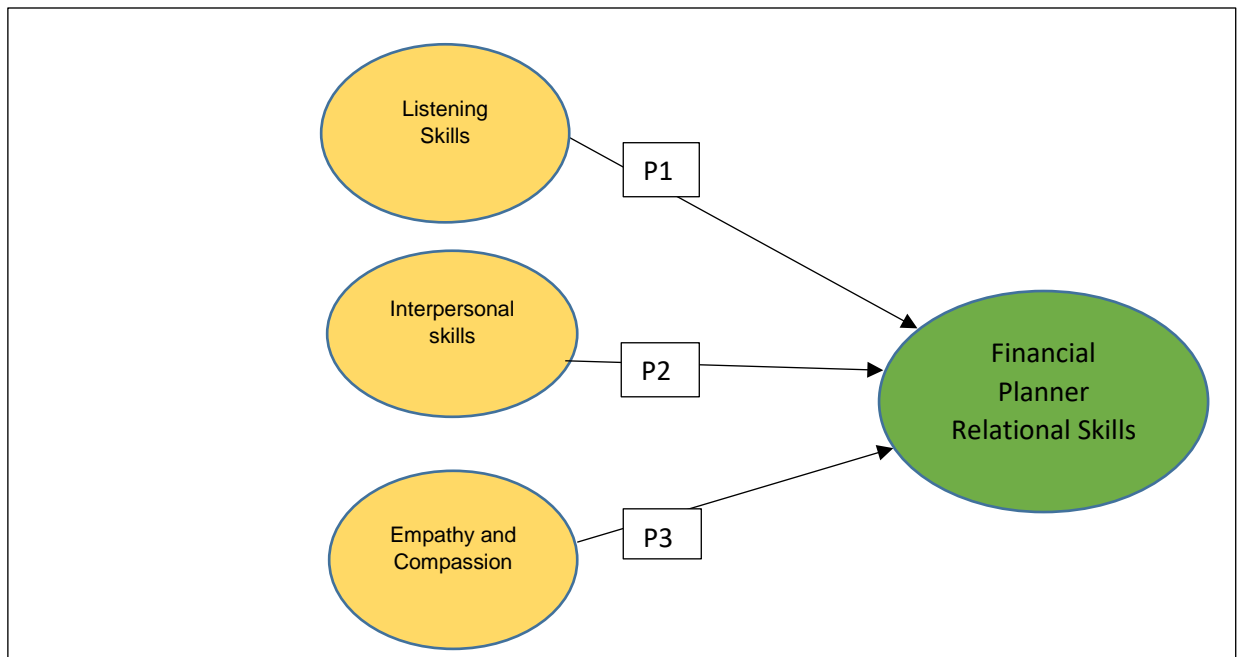 Listening
Skills
P1
Interpersonal
skills
P2
Financial
Planner
Relational Skills
Empathy and
Compassion
P3